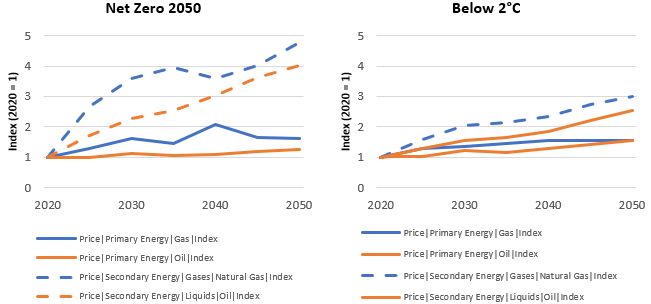 Net Zero 2050
Index (2020 = 1)
5
4
3
2
1
0
2020
2030
2040
2050
Price|Primary Energy|Gas|Index
Price|Primary Energy|Oil|Index
Price|Secondary Energy|Gases|Natural Gas|Index
Price|Secondary Energy|Liquids|Oil|Index
Below 2°C
Index (2020 = 1)
5
4
3
2
1
0
2020
2030
2040
2050
Price|Primary Energy|Gas|Index
Price|Primary Energy|Oil|Index
Price|Secondary Energy|Gases|Natural Gas|Index
Price|Secondary Energy|Liquids|Oil|Index